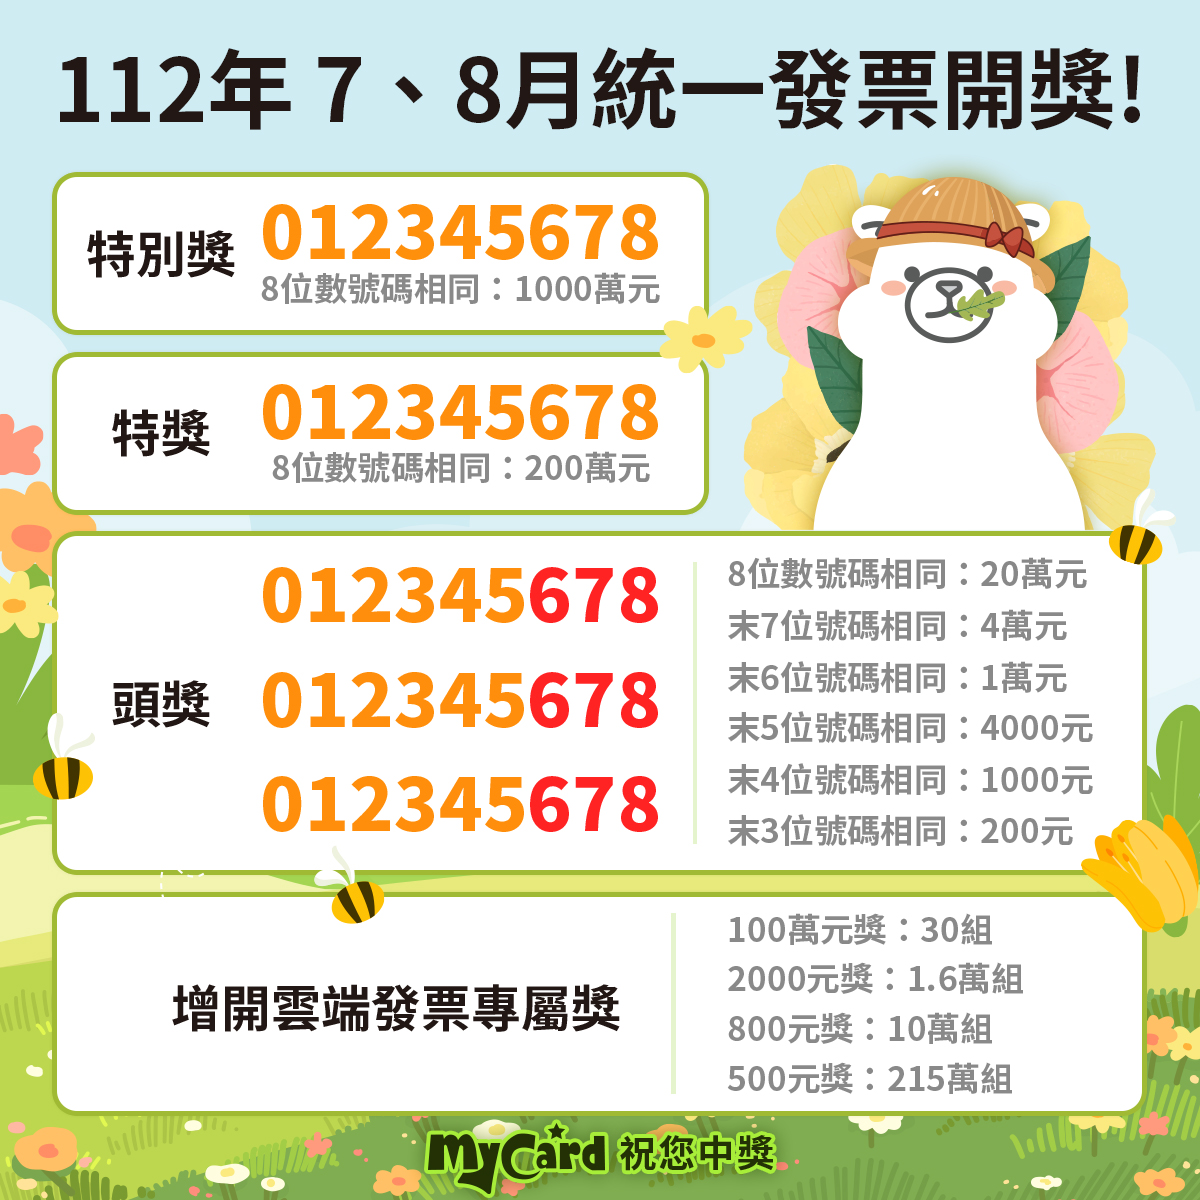 112年 7、8月統一發票開獎!
特別獎
012345678
8位數號碼相同：1000萬元
特獎
012345678
8位數號碼相同：200萬元
頭獎
012345678
012345678
012345678
8位數號碼相同：20萬元
末7位號碼相同：4萬元
末6位號碼相同：1萬元
末5位號碼相同：4000元
末4位號碼相同：1000元
末3位號碼相同：200元
增開雲端發票專屬獎
100萬元獎：30組
2000元獎：1.6萬組
800元獎：10萬組
500元獎：215萬組
MyCard 祝您中獎